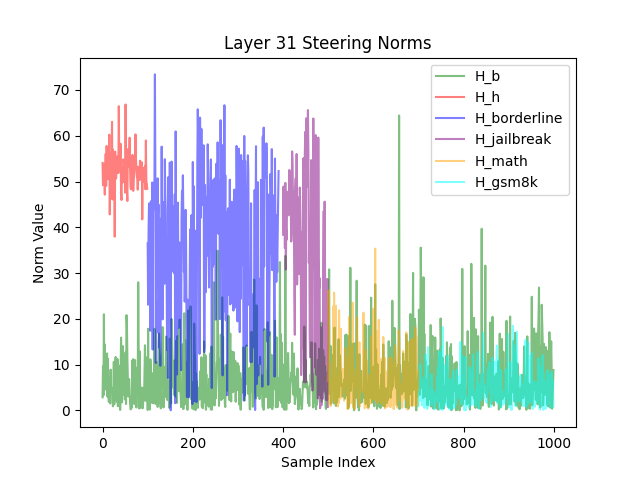 Layer 31 Steering Norms
Norm Value
70
60
50
40
30
20
10
0
H_b
H_h
H_borderline
H_jailbreak
H_math
H_gsm8k
0
200
400
600
800
1000
Sample Index